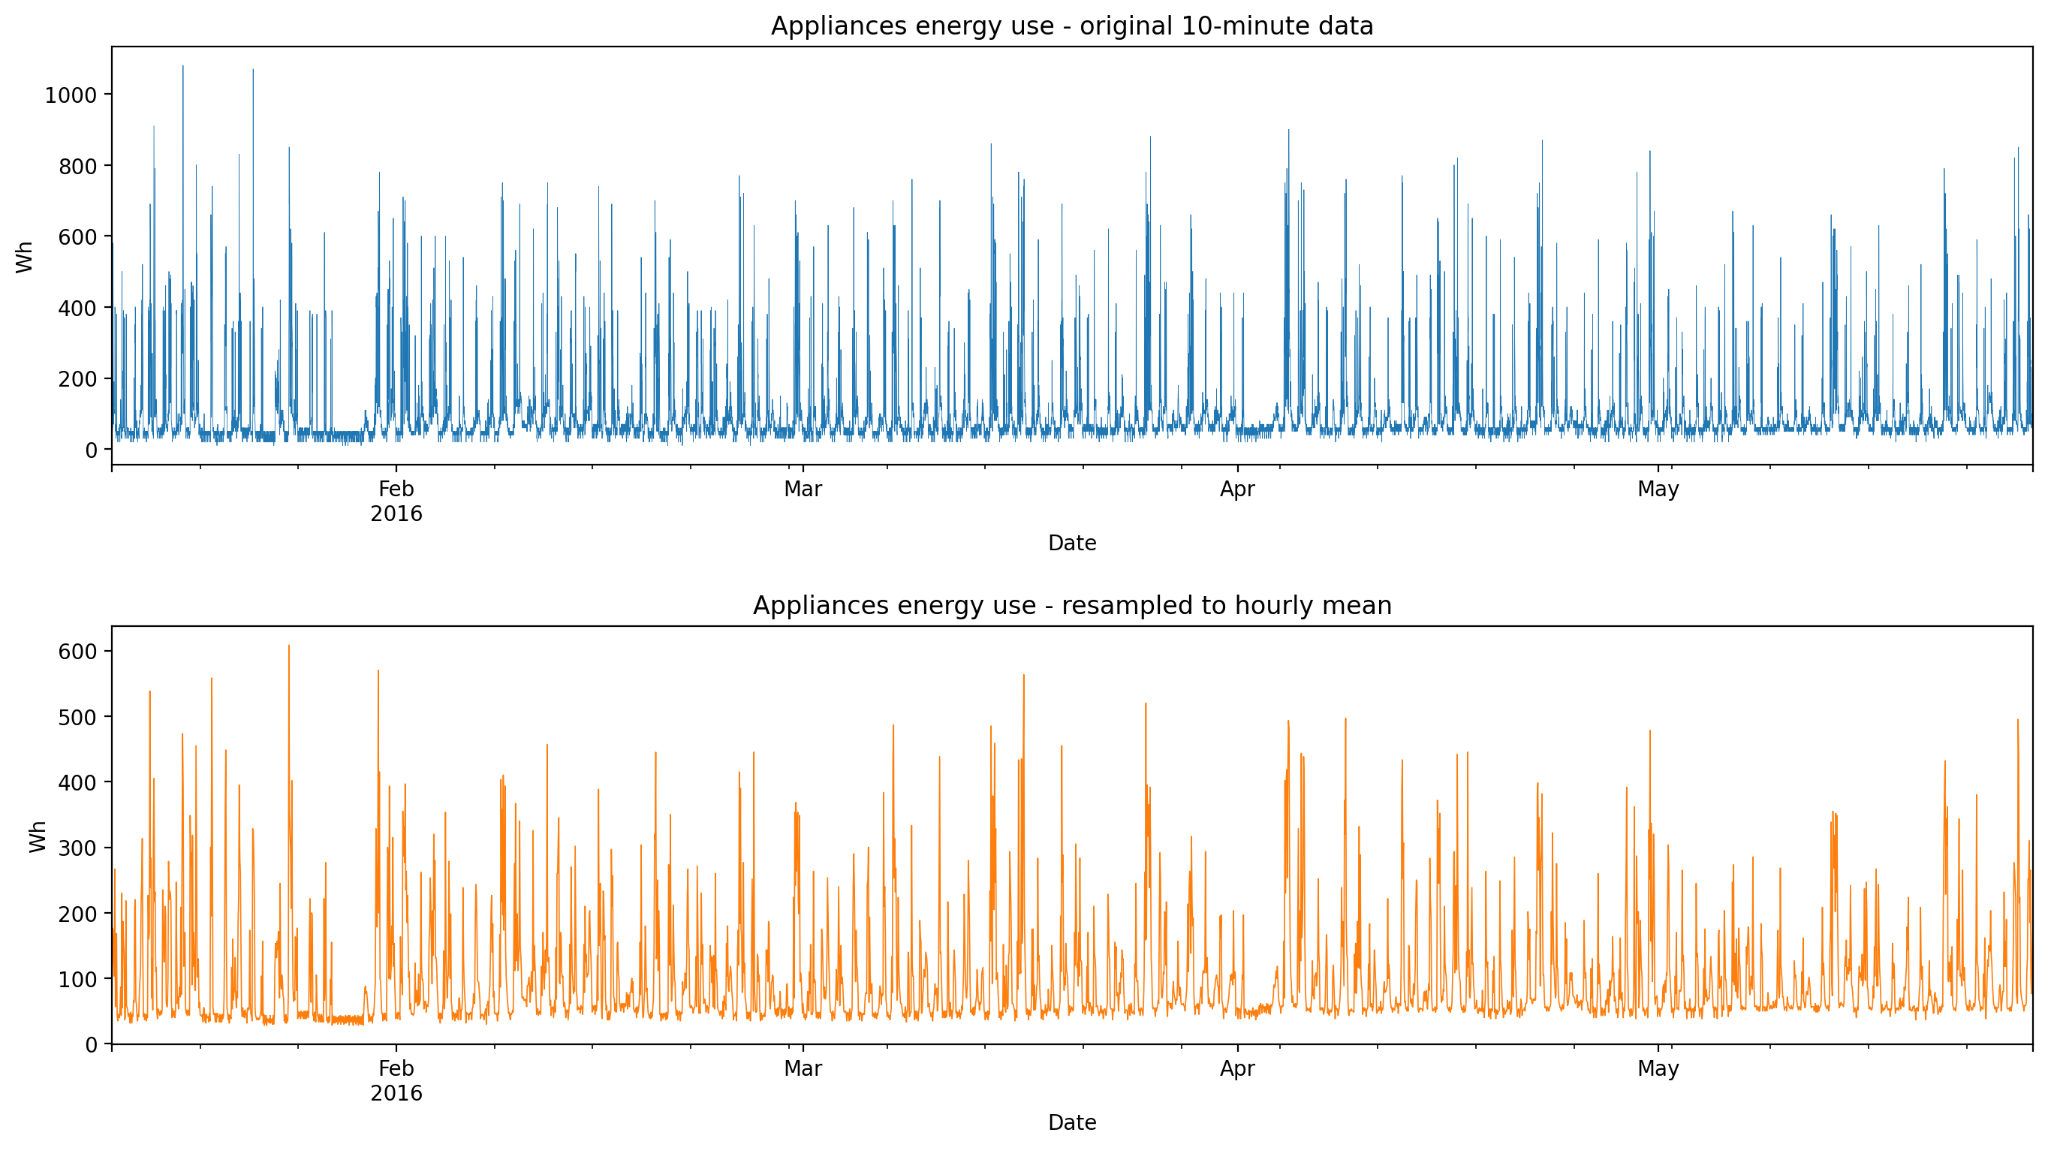 Appliances energy use - original 10-minute data
Wh
1000
800
600
400
200
0
Feb
2016
Mar
Apr
May
Date
Appliances energy use - resampled to hourly mean
Wh
600
500
400
300
200
100
0
Feb
2016
Mar
Apr
May
Date